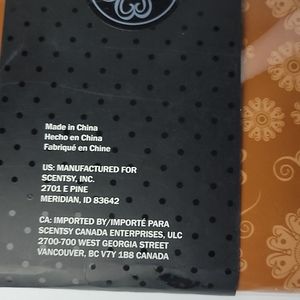 Made in China
Hecho en China
Fabriqué en Chine
US: MANUFACTURED FOR
SCENTSY, INC.
2701 E PINE
MERIDIAN, ID 83642
CA: IMPORTED BY/IMPORTÉ PARA
SCENTSY CANADA ENTERPRISES, ULC
2700-700 WEST GEORGIA STREET
VANCOUVER, BC V7Y 1B8 CANADA